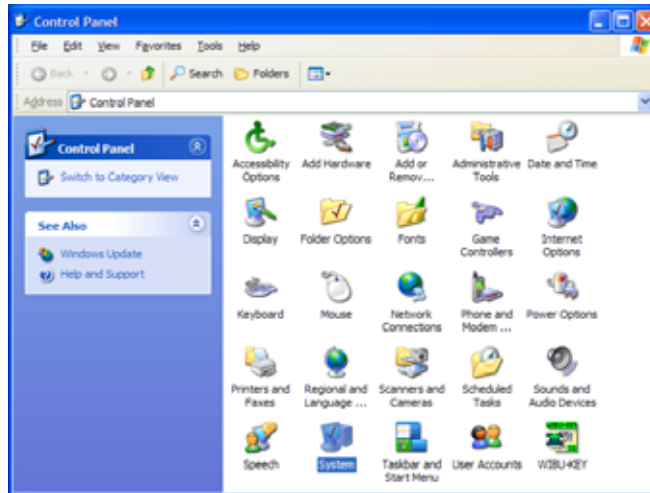 Control Panel
File Edit View Favorites Tools Help
Back Search Folders
Address Control Panel
Control Panel
Switch to Category View
See Also
Windows Update
Help and Support
Accessibility Options
Add Hardware
Add or Remov...
Administrative Tools
Date and Time
Display
Folder Options
Fonts
Game Controllers
Internet Options
Keyboard
Mouse
Network Connections
Phone and Modem ...
Power Options
Printers and Faxes
Regional and Language ...
Scanners and Cameras
Scheduled Tasks
Sounds and Audio Devices
Speech
System
Taskbar and Start Menu
User Accounts
WIBU-KEY